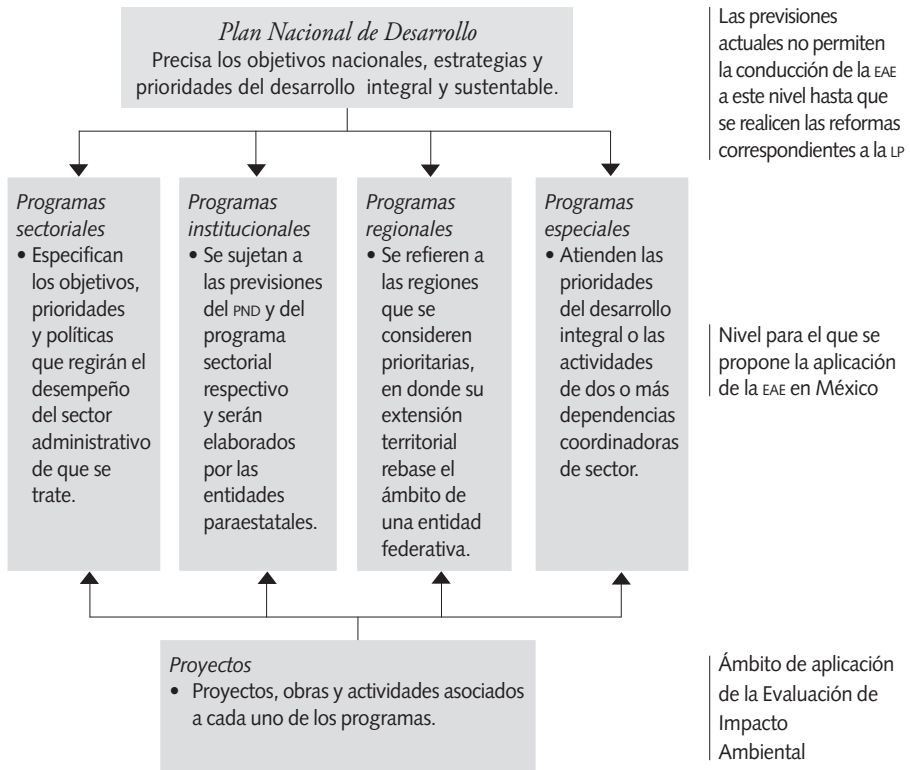 Plan Nacional de Desarrollo
Precisa los objetivos nacionales, estrategias y
prioridades del desarrollo integral y sustentable.
Las previsiones
actuales no permiten
la conducción de la EAE
a este nivel hasta que
se realicen las reformas
correspondientes a la LP
Programas
sectoriales
• Especifican
los objetivos,
prioridades
y políticas
que regirán el
desempeño
del sector
administrativo
de que se
trate.
Programas
institucionales
• Se sujetan a
las previsiones
del PND y del
programa
sectorial
respectivo
y serán
elaborados
por las
entidades
paraestatales.
Programas
regionales
• Se refieren a
las regiones
que se
consideren
prioritarias,
en donde su
extensión
territorial
rebase el
ámbito de
una entidad
federativa.
Programas
especiales
• Atienden las
prioridades
del desarrollo
integral o las
actividades
de dos o más
dependencias
coordinadoras
de sector.
Nivel para el que se
propone la aplicación
de la EAE en México
Proyectos
• Proyectos, obras y actividades asociados
a cada uno de los programas.
Ámbito de aplicación
de la Evaluación de
Impacto
Ambiental